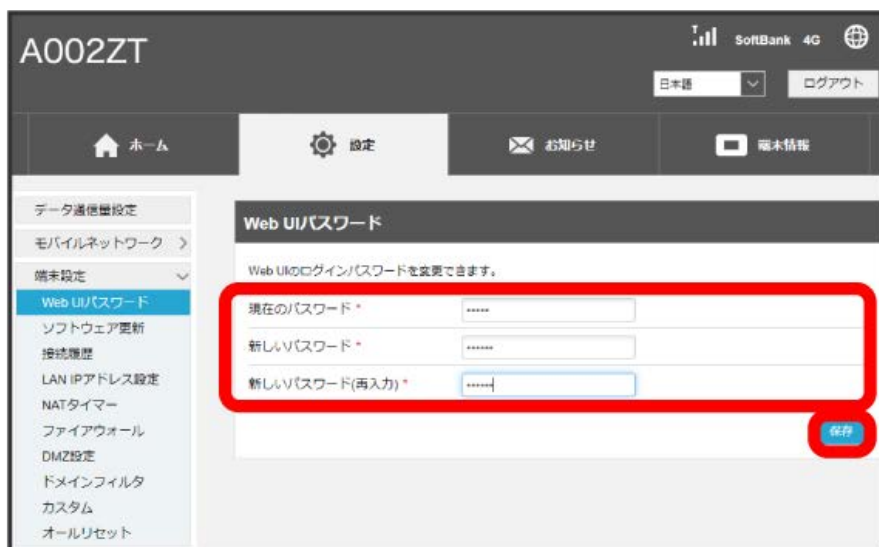 A002ZT
SoftBank 4G
日本語
ログアウト
ホーム
設定
お知らせ
端末情報
データ通信量設定
モバイルネットワーク
端末設定
Web UIパスワード
ソフトウェア更新
接続履歴
LAN IPアドレス設定
NATタイマー
ファイアウォール
DMZ設定
ドメインフィルタ
カスタム
オールリセット
Web UIパスワード
Web UIのログインパスワードを変更できます。
現在のパスワード * •••••
新しいパスワード * ••••••
新しいパスワード(再入力) * ••••••
保存